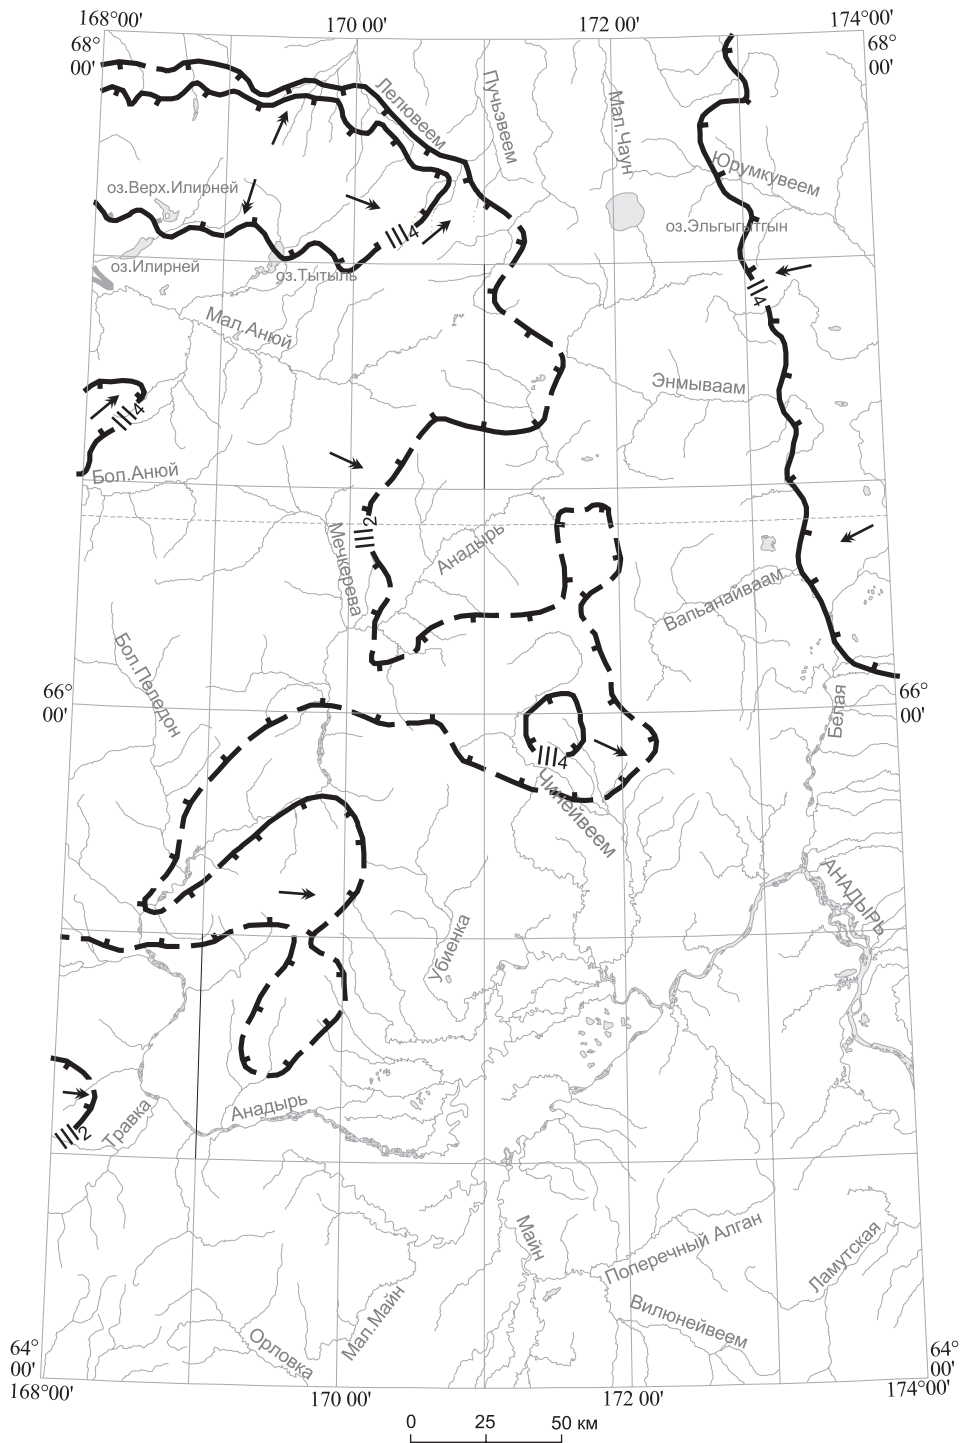 168°00'
170 00'
172 00'
174°00'
68°
00'
68°
00'
Лелювеем
Пучьэвеем
Мал.Чаун
Юрумкувеем
оз.Верх.Илирней
оз.Эльгыгытгын
III4
оз.Илирней
оз.Тытыль
III4
Мал.Анюй
Энмываам
III4
Бол.Анюй
III2
Мечкерева
Анадырь
Вапьанайваам
Бол.Пеледон
66°
00'
66°
00'
Белая
III4
Чинейвеем
АНАДЫРЬ
Убиенка
III2
Травка
Анадырь
Майн
Поперечный Алган
Ламутская
Мал.Майн
Вилюнейвеем
Орловка
64°
00'
64°
00'
168°00'
170 00'
172 00'
174°00'
0 25 50 км